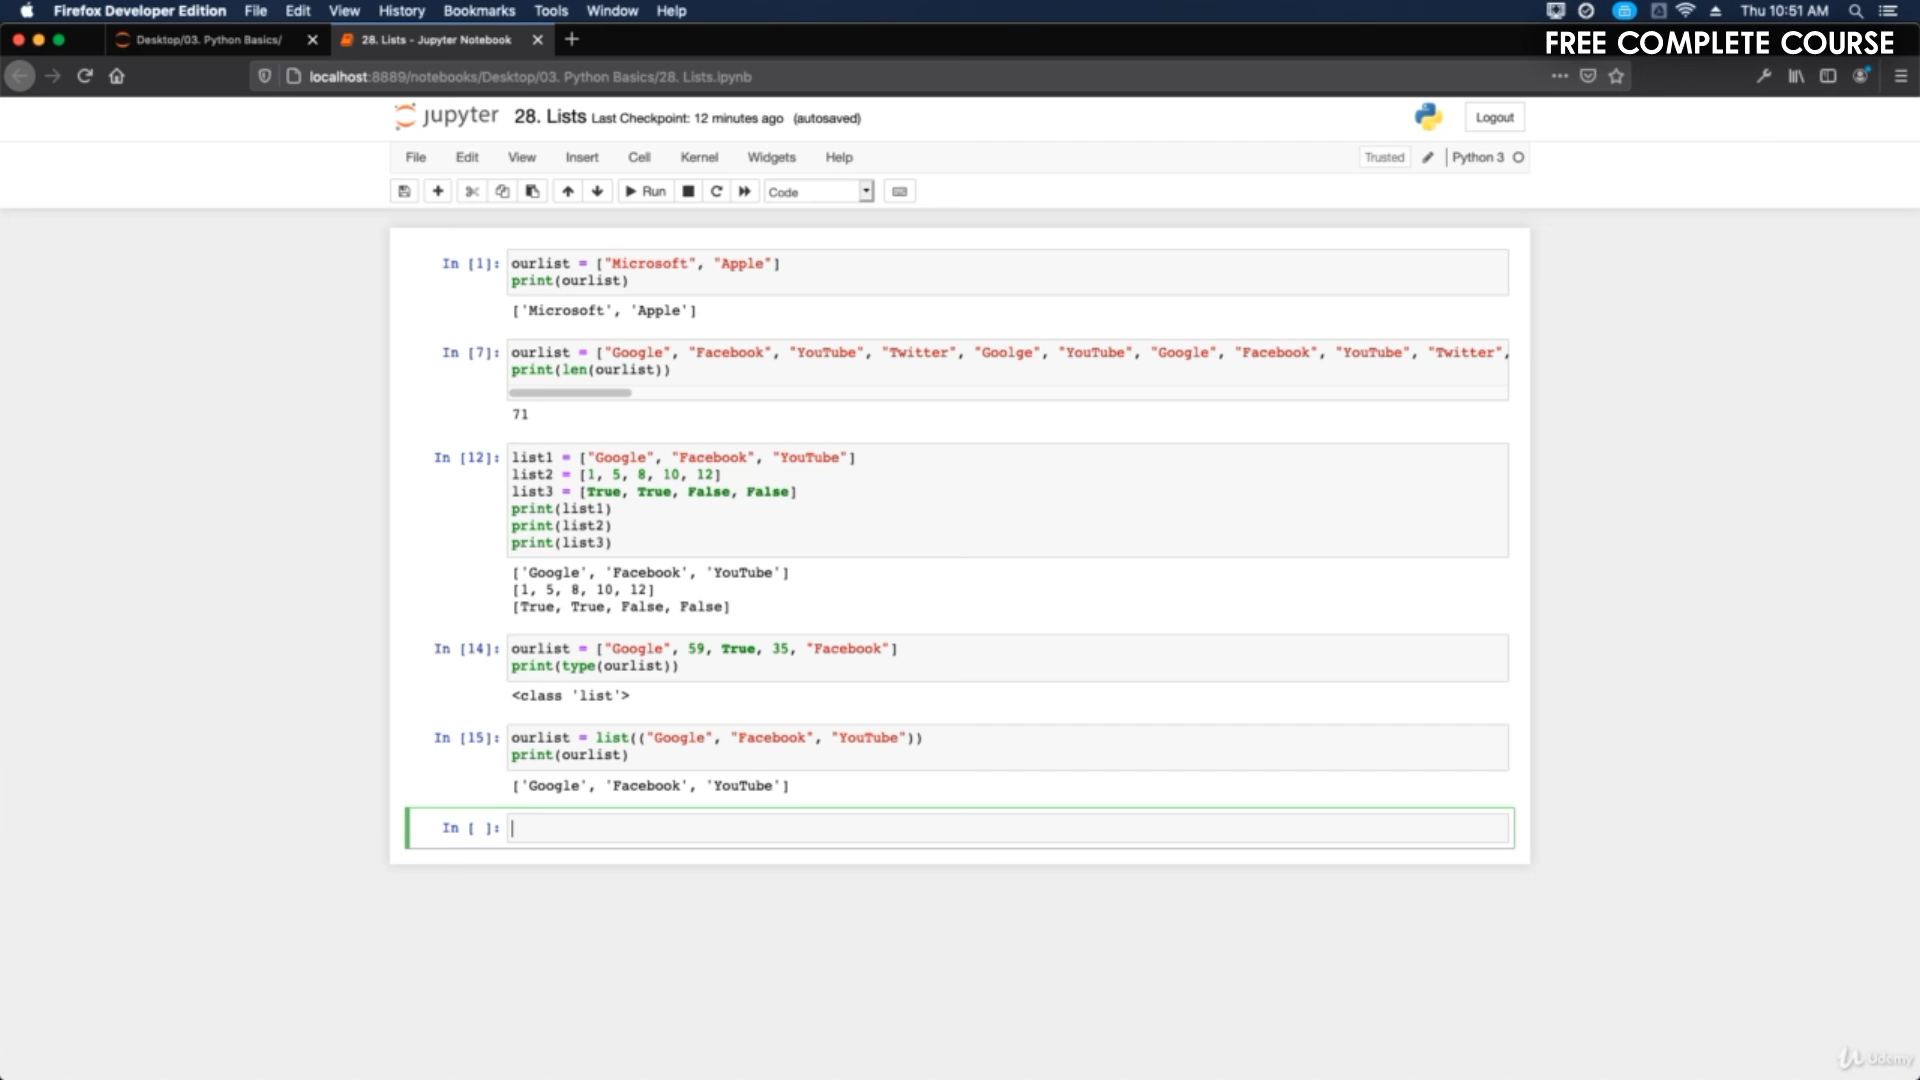 Firefox Developer Edition File Edit View History Bookmarks Tools Window Help Thu 10:51 AM
Desktop/03. Python Basics/ 28. Lists - Jupyter Notebook
FREE COMPLETE COURSE
localhost:8889/notebooks/Desktop/03. Python Basics/28. Lists.ipynb
jupyter 28. Lists Last Checkpoint: 12 minutes ago (autosaved) Logout
File Edit View Insert Cell Kernel Widgets Help Trusted Python 3
Run Code
In [1]: ourlist = ["Microsoft", "Apple"]
print(ourlist)
['Microsoft', 'Apple']
In [7]: ourlist = ["Google", "Facebook", "YouTube", "Twitter", "Goolge", "YouTube", "Google", "Facebook", "YouTube", "Twitter",
print(len(ourlist))
71
In [12]: list1 = ["Google", "Facebook", "YouTube"]
list2 = [1, 5, 8, 10, 12]
list3 = [True, True, False, False]
print(list1)
print(list2)
print(list3)
['Google', 'Facebook', 'YouTube']
[1, 5, 8, 10, 12]
[True, True, False, False]
In [14]: ourlist = ["Google", 59, True, 35, "Facebook"]
print(type(ourlist))
<class 'list'>
In [15]: ourlist = list(("Google", "Facebook", "YouTube"))
print(ourlist)
['Google', 'Facebook', 'YouTube']
In [ ]:
Udemy